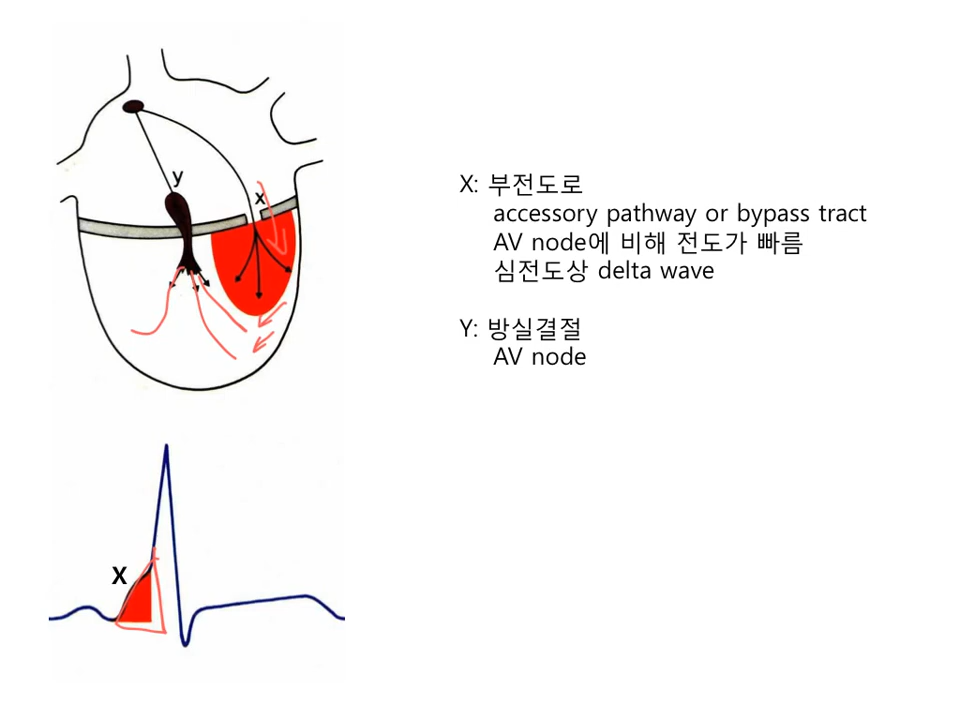 y
x
X: 부전도로
accessory pathway or bypass tract
AV node에 비해 전도가 빠름
심전도상 delta wave
Y: 방실결절
AV node
X